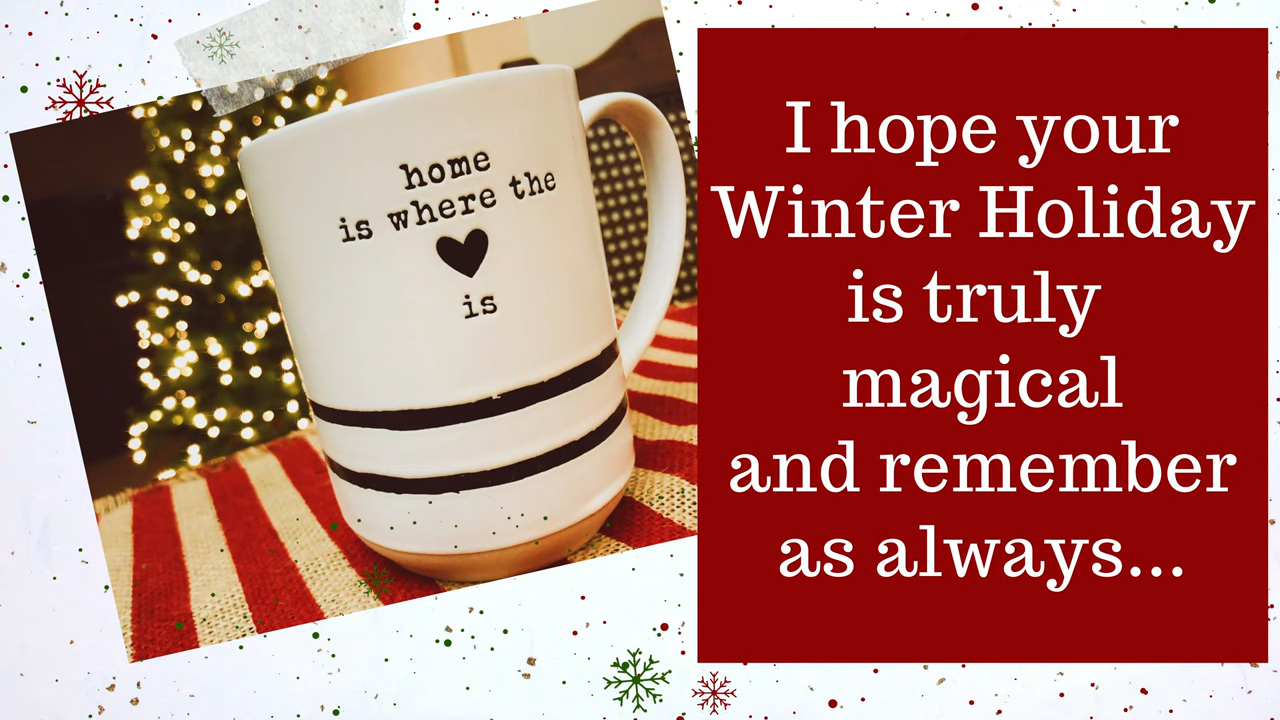 home
is where the
is
I hope your
Winter Holiday
is truly
magical
and remember
as always...